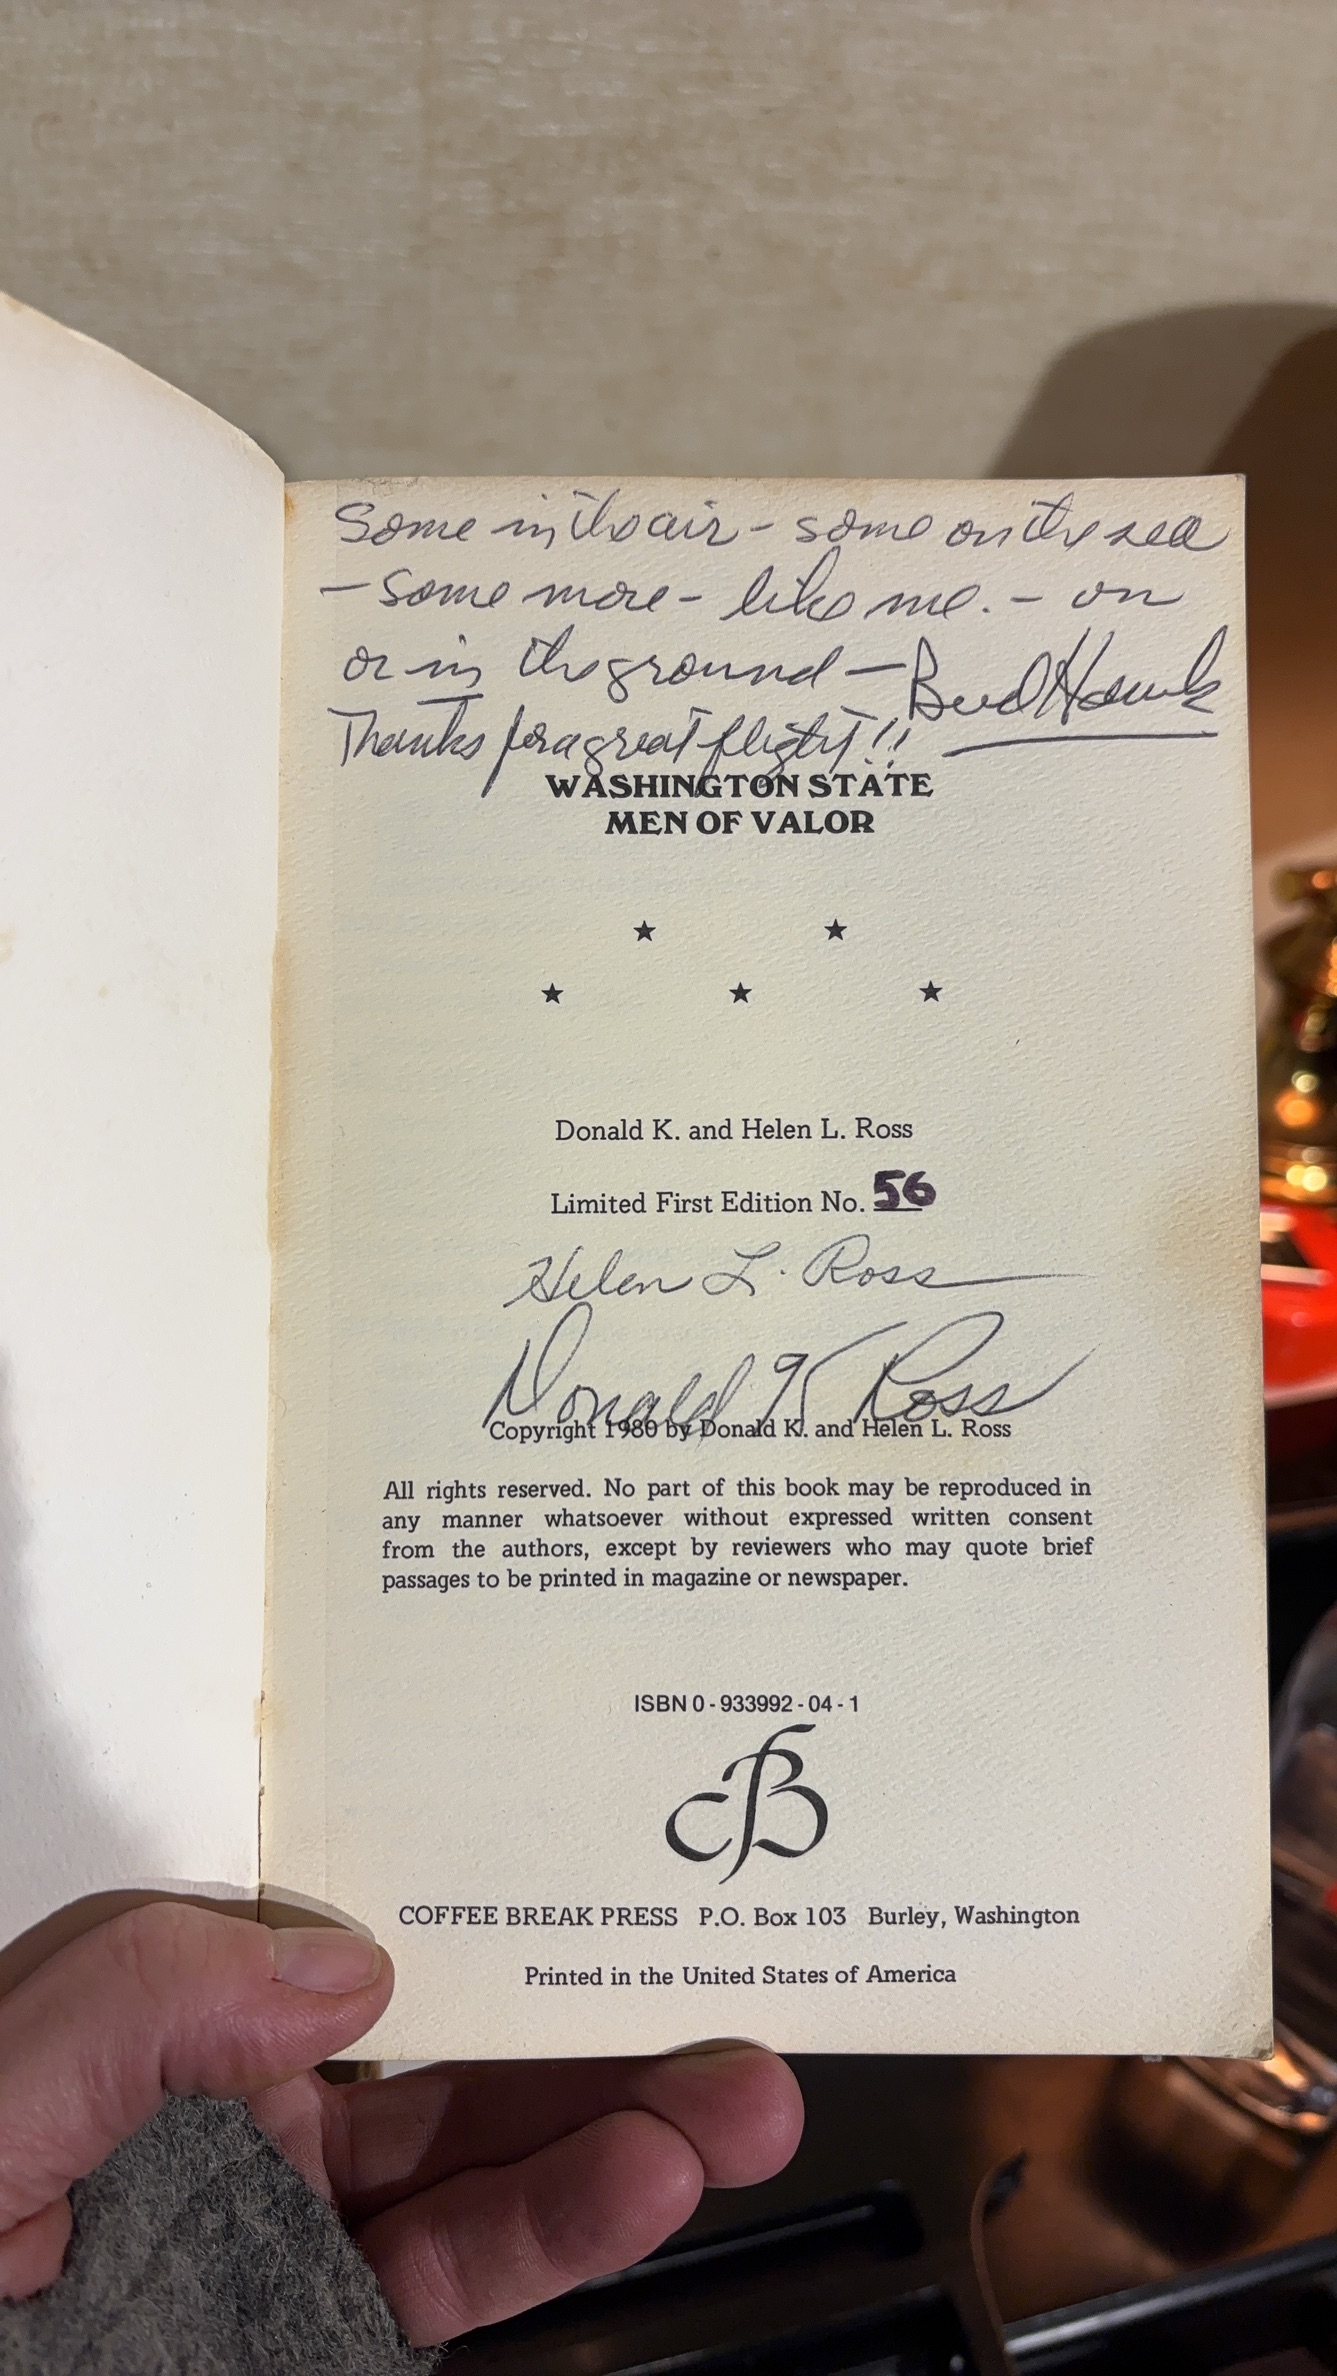 Some in the air - some on the sea
- some more - like me. - on
or in the ground - Bud Hawk
Thanks for a great flight!!
WASHINGTON STATE
MEN OF VALOR
Donald K. and Helen L. Ross
Limited First Edition No. 56
Helen L. Ross
Donald K Ross
Copyright 1980 by Donald K. and Helen L. Ross
All rights reserved. No part of this book may be reproduced in
any manner whatsoever without expressed written consent
from the authors, except by reviewers who may quote brief
passages to be printed in magazine or newspaper.
ISBN 0-933992-04-1
CB
COFFEE BREAK PRESS P.O. Box 103 Burley, Washington
Printed in the United States of America